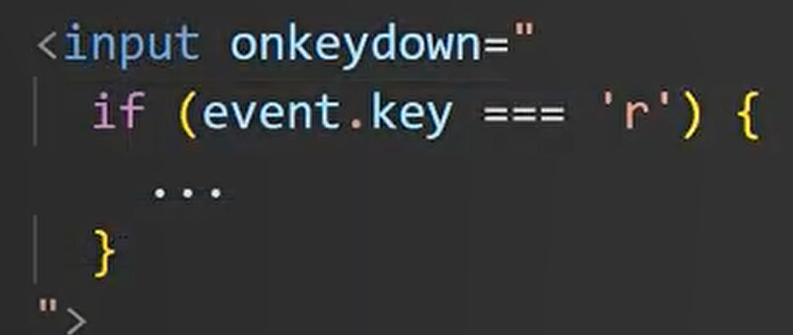 <input onkeydown="
if (event.key === 'r') {
...
}
">